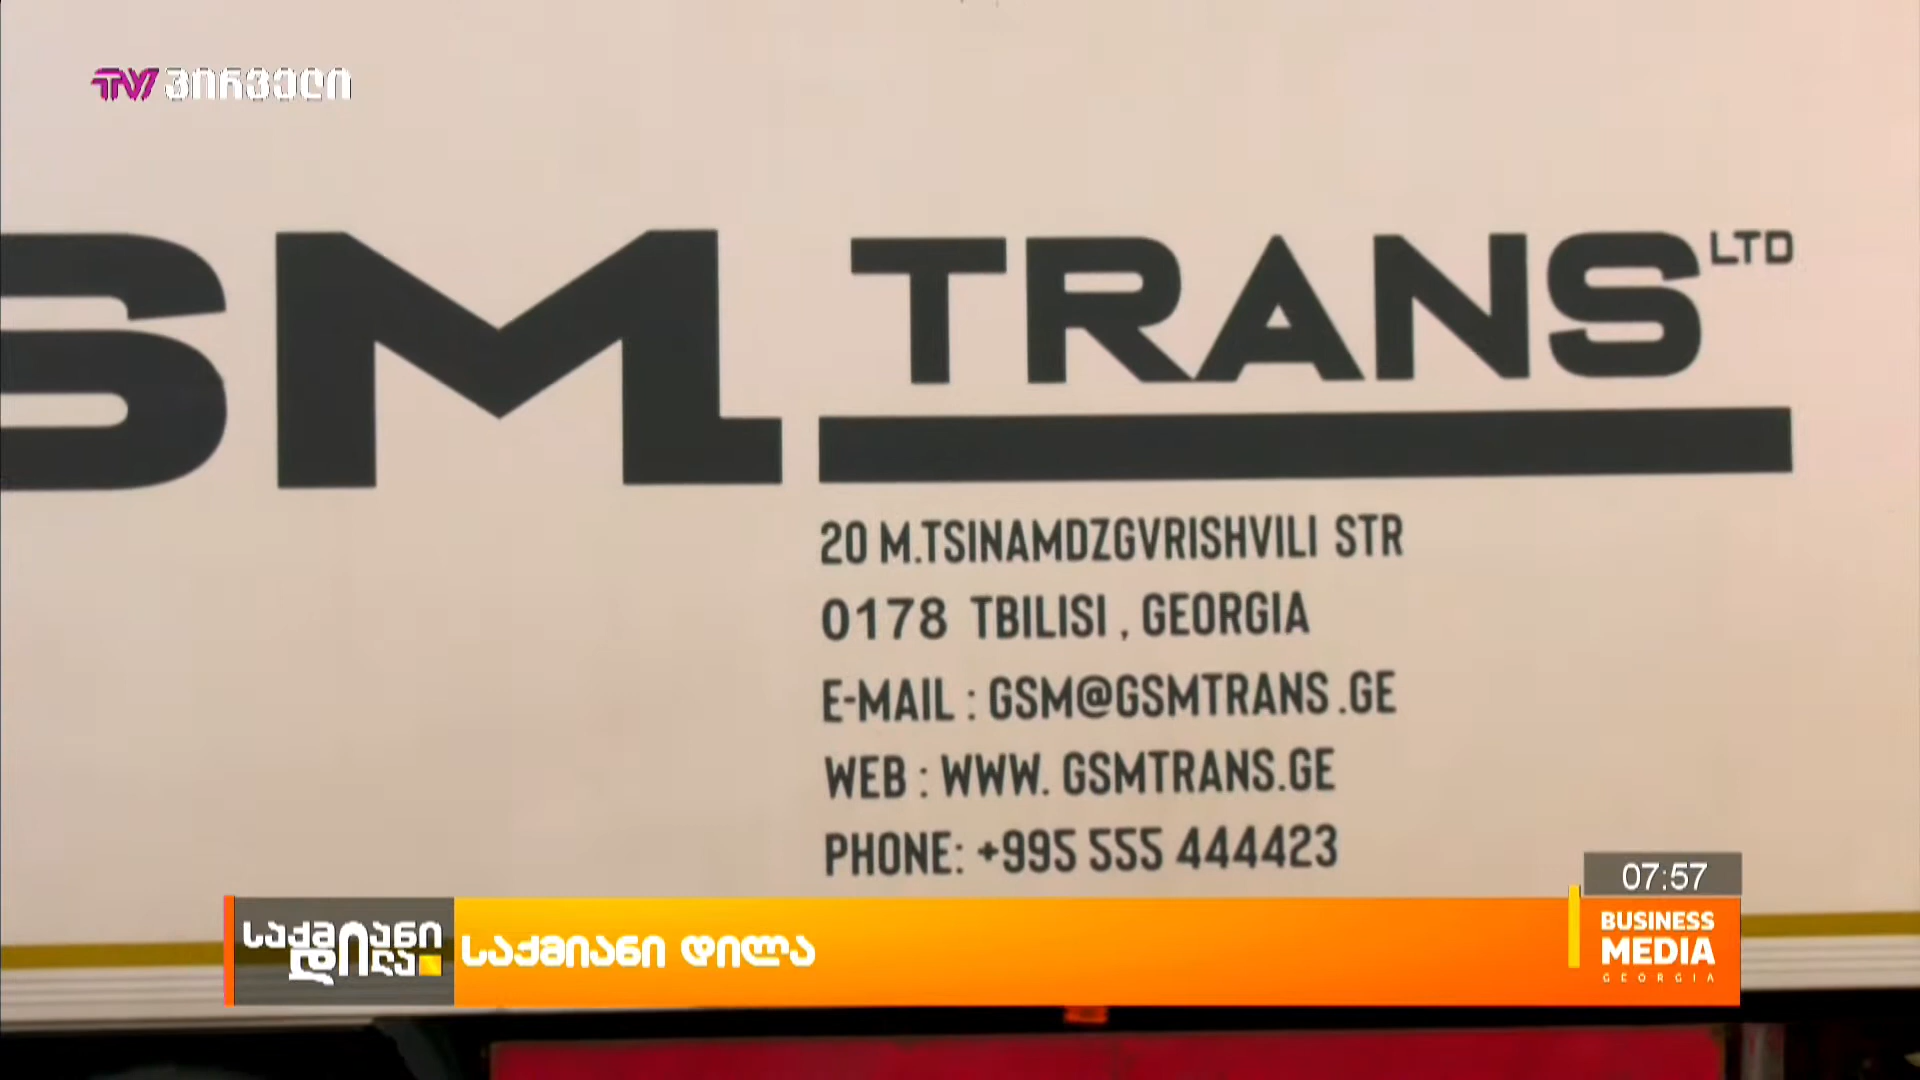 TV პირველი
SM TRANS LTD
20 M.TSINAMDZGVRISHVILI STR
0178 TBILISI , GEORGIA
E-MAIL : GSM@GSMTRANS .GE
WEB : WWW. GSMTRANS.GE
PHONE: +995 555 444423
07:57
საქმიანი
დილა
საქმიანი დილა
BUSINESS
MEDIA
GEORGIA